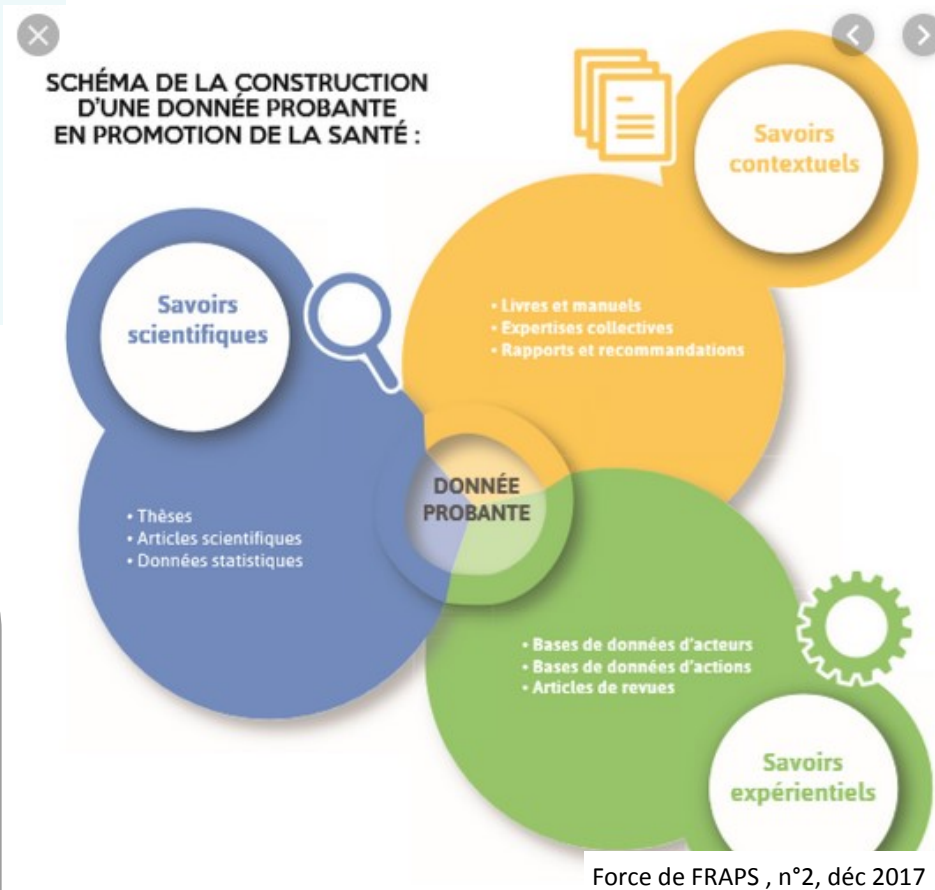 SCHÉMA DE LA CONSTRUCTION
D'UNE DONNÉE PROBANTE
EN PROMOTION DE LA SANTÉ :
Savoirs
contextuels
Savoirs
scientifiques
• Livres et manuels
• Expertises collectives
• Rapports et recommandations
DONNÉE
PROBANTE
• Thèses
• Articles scientifiques
• Données statistiques
• Bases de données d'acteurs
• Bases de données d'actions
• Articles de revues
Savoirs
expérientiels
Force de FRAPS , n°2, déc 2017